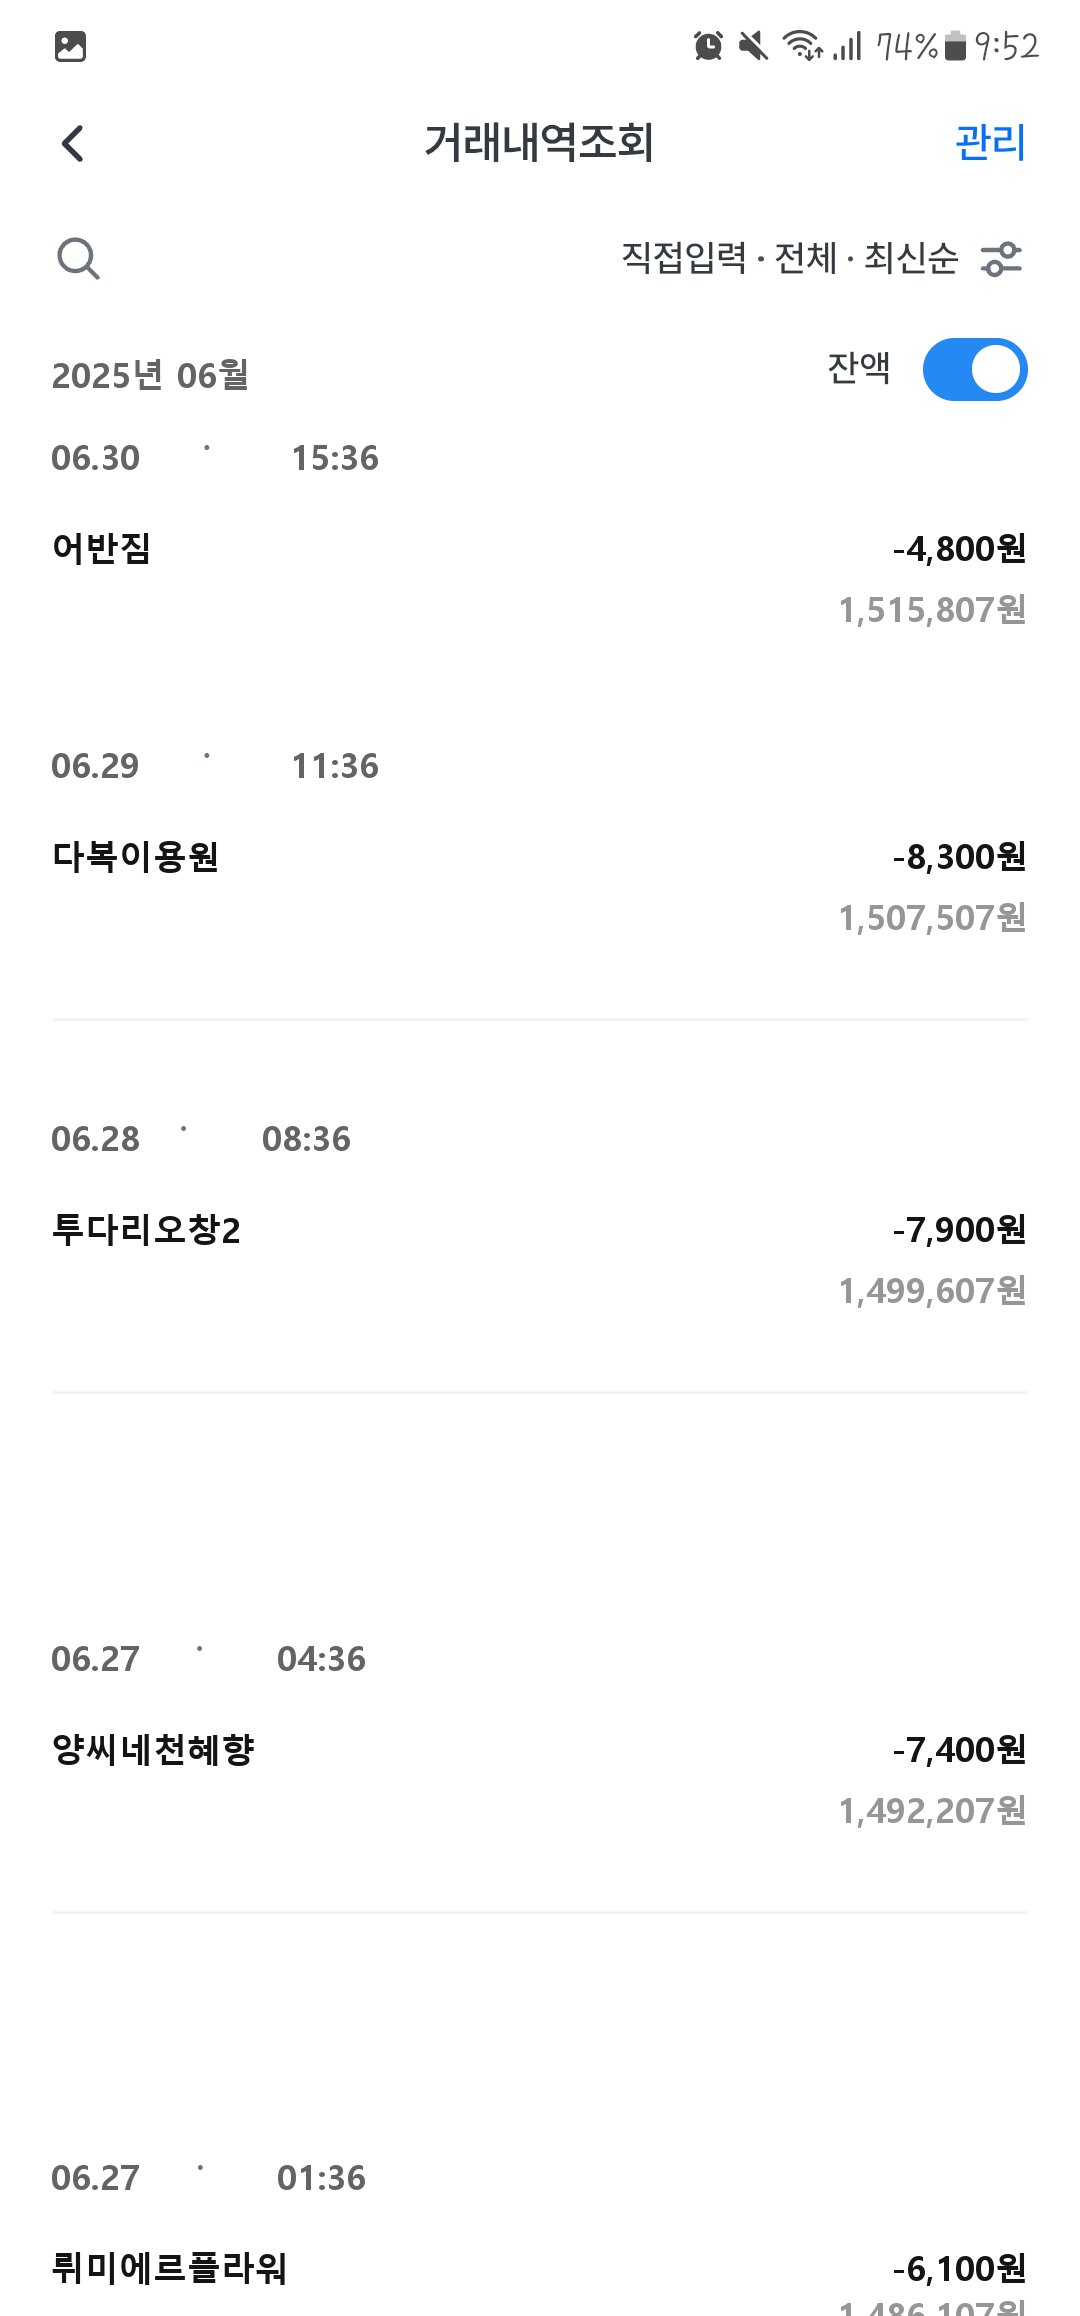 74% 9:52
거래내역조회 관리
직접입력 · 전체 · 최신순
2025년 06월 잔액
06.30 · 15:36
어반짐 -4,800원
1,515,807원
06.29 · 11:36
다복이용원 -8,300원
1,507,507원
06.28 · 08:36
투다리오창2 -7,900원
1,499,607원
06.27 · 04:36
양씨네천혜향 -7,400원
1,492,207원
06.27 · 01:36
뤼미에르플라워 -6,100원
1,486,107원